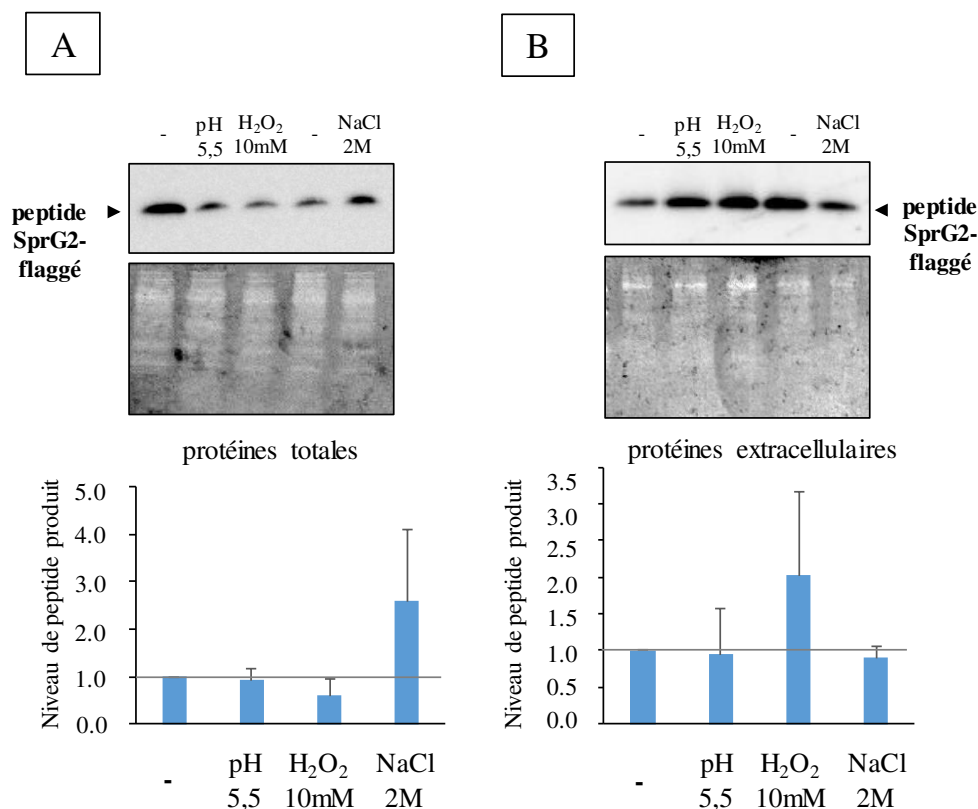 A
- pH H₂O₂ - NaCl
5,5 10mM 2M
peptide
SprG2-
flaggé
protéines totales
Niveau de peptide produit
5.0
4.0
3.0
2.0
1.0
0.0
- pH H₂O₂ NaCl
5,5 10mM 2M
B
- pH H₂O₂ - NaCl
5,5 10mM 2M
peptide
SprG2-
flaggé
protéines extracellulaires
Niveau de peptide produit
3.5
3.0
2.5
2.0
1.5
1.0
0.5
0.0
- pH H₂O₂ NaCl
5,5 10mM 2M